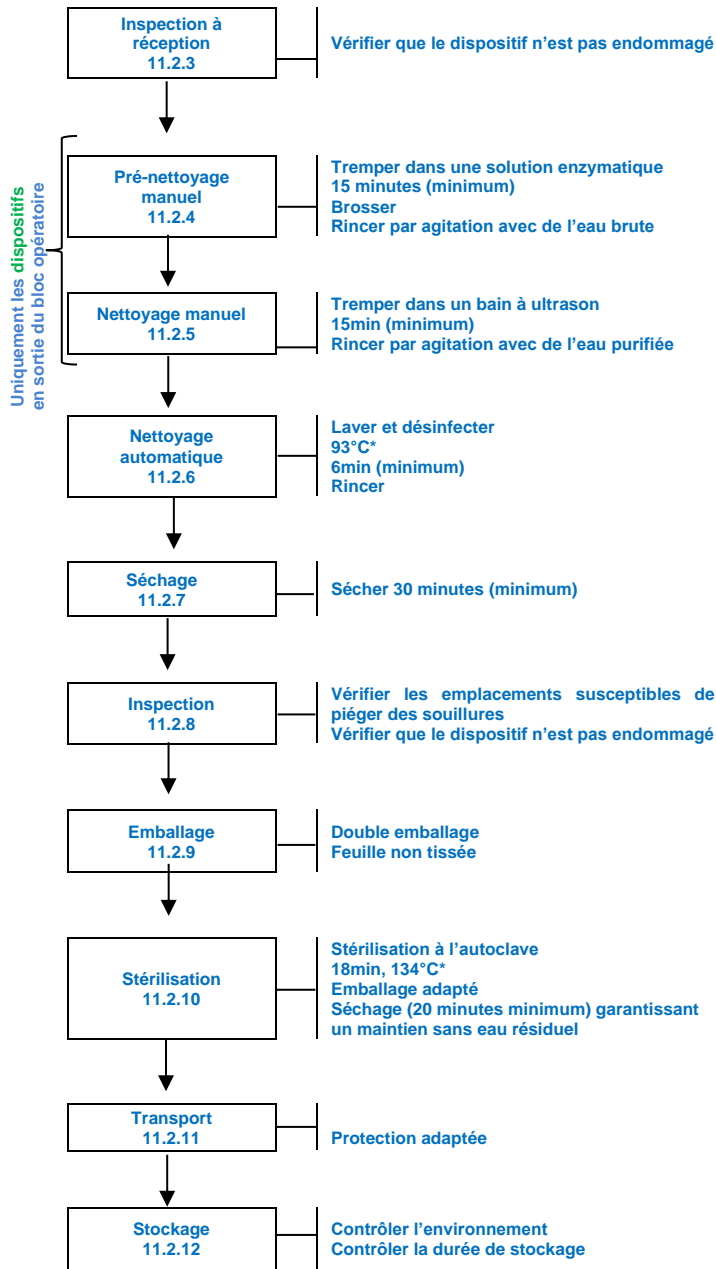 Inspection à
réception
11.2.3
Vérifier que le dispositif n'est pas endommagé
Uniquement les dispositifs
en sortie du bloc opératoire
Pré-nettoyage
manuel
11.2.4
Tremper dans une solution enzymatique
15 minutes (minimum)
Brosser
Rincer par agitation avec de l'eau brute
Nettoyage manuel
11.2.5
Tremper dans un bain à ultrason
15min (minimum)
Rincer par agitation avec de l'eau purifiée
Nettoyage
automatique
11.2.6
Laver et désinfecter
93°C*
6min (minimum)
Rincer
Séchage
11.2.7
Sécher 30 minutes (minimum)
Inspection
11.2.8
Vérifier les emplacements susceptibles de
piéger des souillures
Vérifier que le dispositif n'est pas endommagé
Emballage
11.2.9
Double emballage
Feuille non tissée
Stérilisation
11.2.10
Stérilisation à l'autoclave
18min, 134°C*
Emballage adapté
Séchage (20 minutes minimum) garantissant
un maintien sans eau résiduel
Transport
11.2.11
Protection adaptée
Stockage
11.2.12
Contrôler l'environnement
Contrôler la durée de stockage